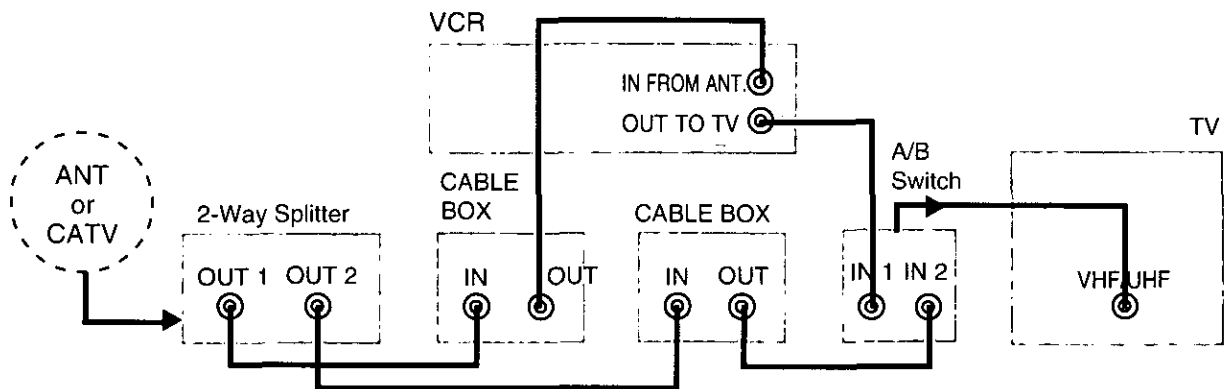 VCR
IN FROM ANT.
OUT TO TV
TV
A/B
Switch
ANT
or
CATV
CABLE
BOX
2-Way Splitter
CABLE BOX
OUT 1
OUT 2
IN
OUT
IN
OUT
IN 1
IN 2
VHF/UHF